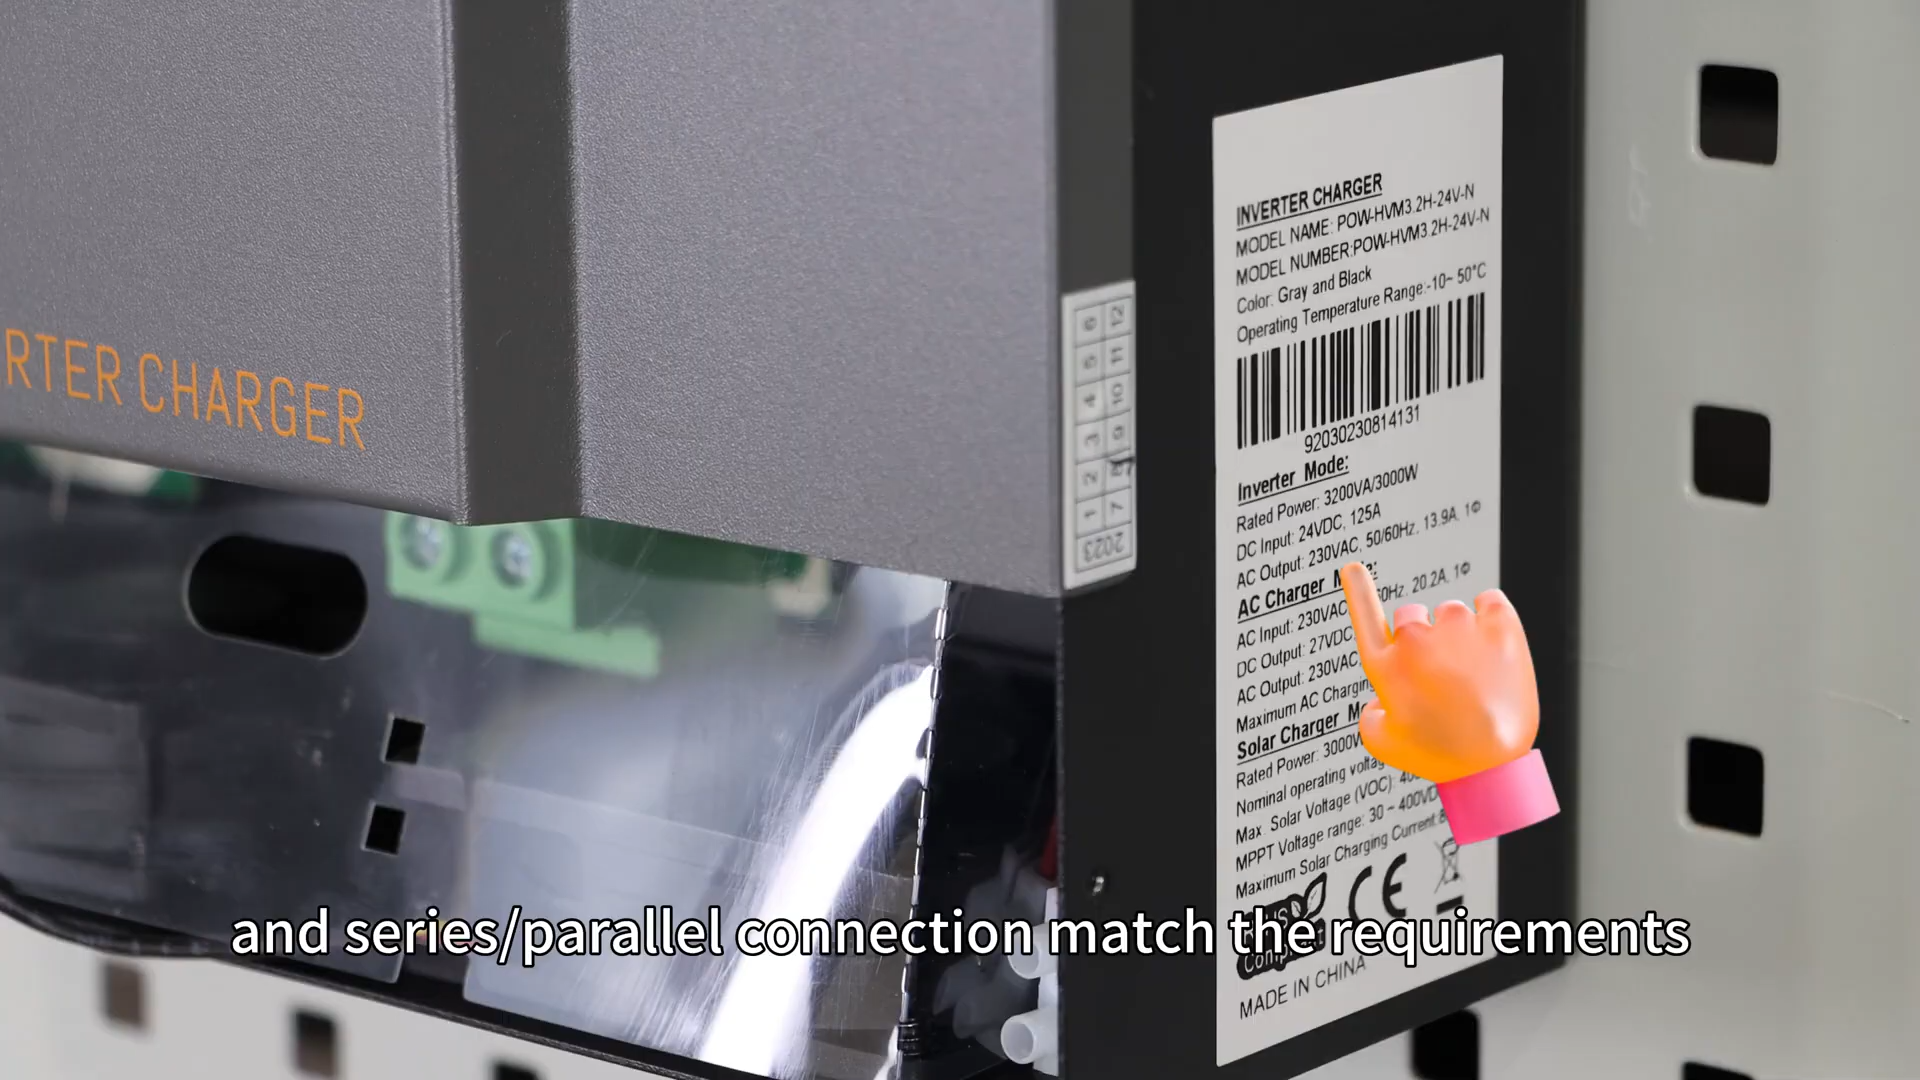 RTER CHARGER
2023 1 2 3 4 5 6
7 8 9 10 11 12
INVERTER CHARGER
MODEL NAME: POW-HVM3.2H-24V-N
MODEL NUMBER:POW-HVM3.2H-24V-N
Color: Gray and Black
Operating Temperature Range:-10~ 50°C
92030230814131
Inverter Mode:
Rated Power: 3200VA/3000W
DC Input: 24VDC, 125A
AC Output: 230VAC, 50/60Hz, 13.9A, 1Φ
AC Charger
AC Input: 230VAC 60Hz, 20.2A, 1Φ
DC Output: 27VDC
AC Output: 230VAC,
Maximum AC Charging
Solar Charger
Rated Power: 3000W
Nominal operating
Max. Solar Voltage (VOC):
MPPT Voltage range: 30 ~ 400VD
Maximum Solar Charging Current:
CE
MADE IN CHINA
and series/parallel connection match the requirements